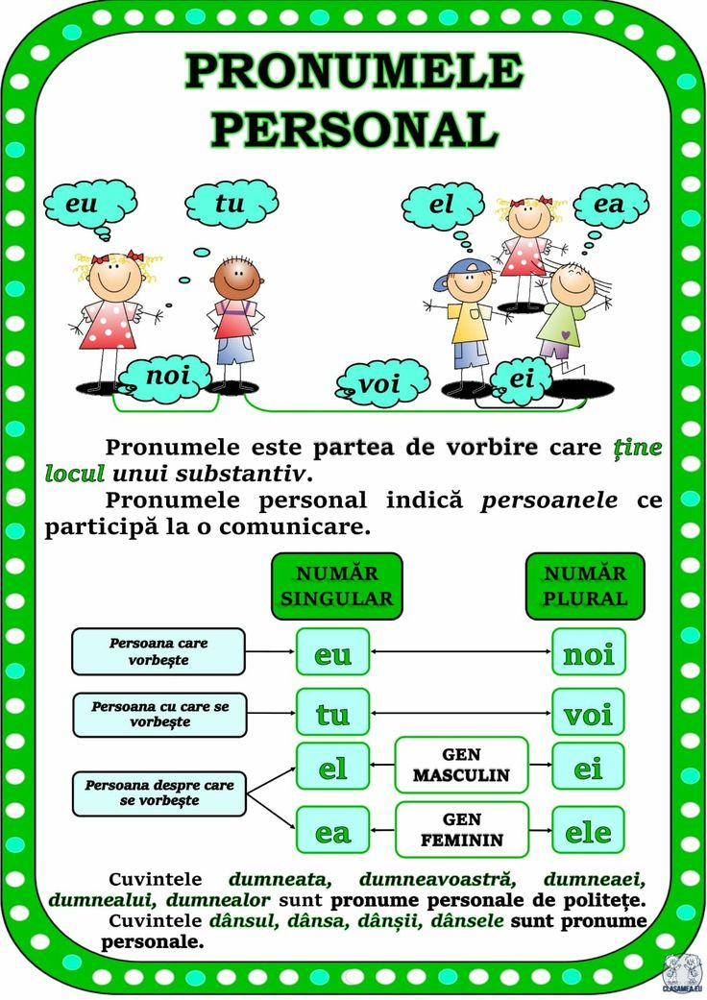 PRONUMELE
PERSONAL
eu
tu
el
ea
noi
voi
ei
Pronumele este partea de vorbire care ține
locul unui substantiv.
Pronumele personal indică persoanele ce
participă la o comunicare.
NUMĂR
SINGULAR
NUMĂR
PLURAL
Persoana care
vorbește
eu
noi
Persoana cu care se
vorbește
tu
voi
Persoana despre care
se vorbește
el
GEN
MASCULIN
ei
ea
GEN
FEMININ
ele
Cuvintele dumneata, dumneavoastră, dumneaei,
dumnealui, dumnealor sunt pronume personale de politețe.
Cuvintele dânsul, dânsa, dânșii, dânsele sunt pronume
personale.
CLASAMEA.EU